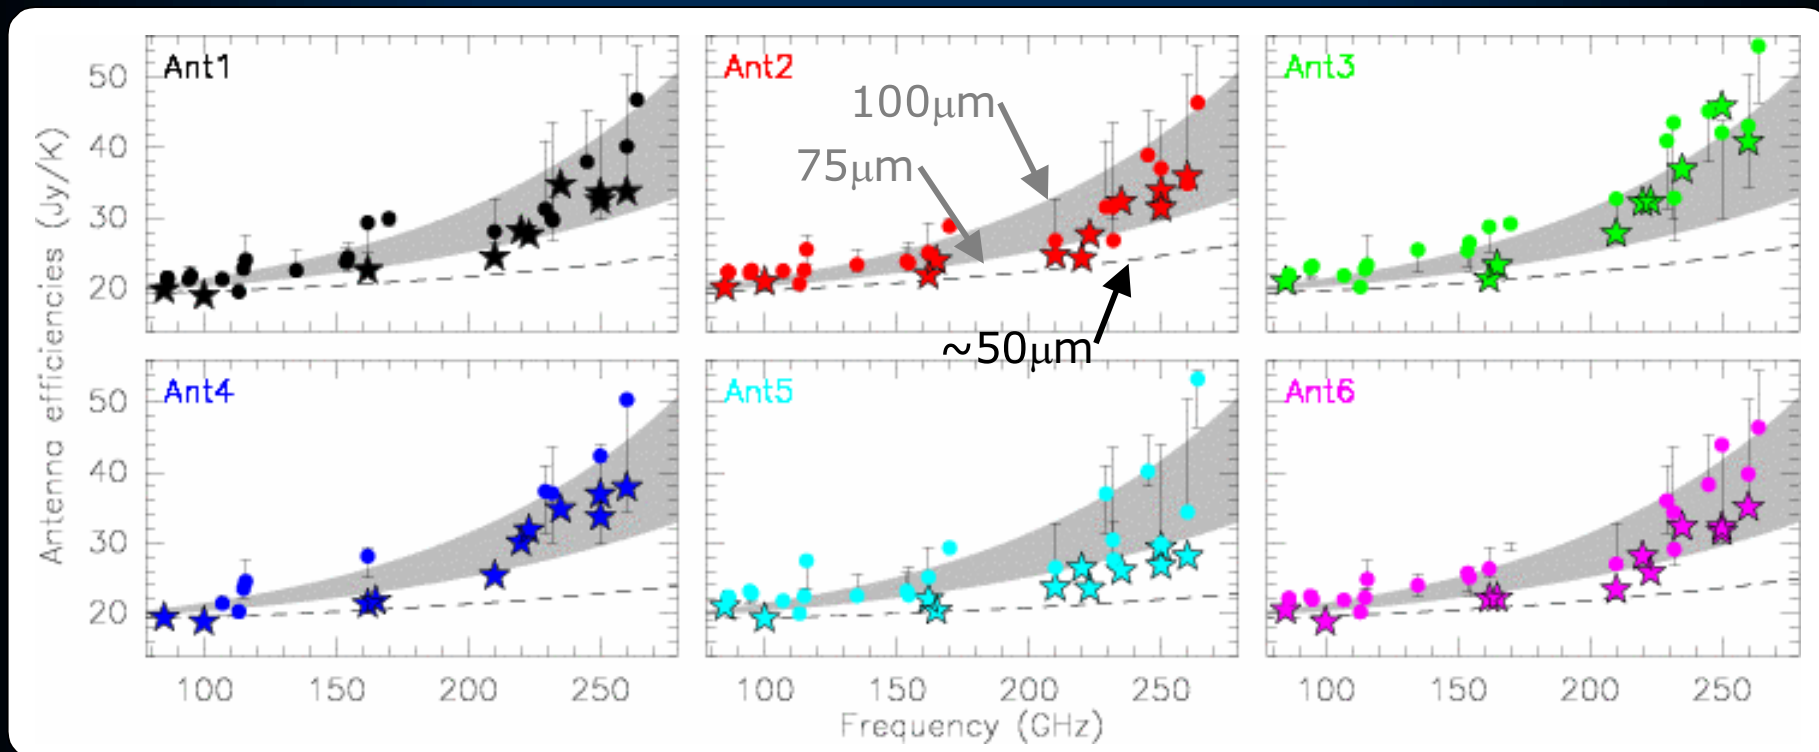 Ant1
Ant2
Ant3
100μm
75μm
~50μm
Ant4
Ant5
Ant6
50
40
30
20
50
40
30
20
Antenna efficiencies (Jy/K)
100 150 200 250
100 150 200 250
100 150 200 250
Frequency (GHz)